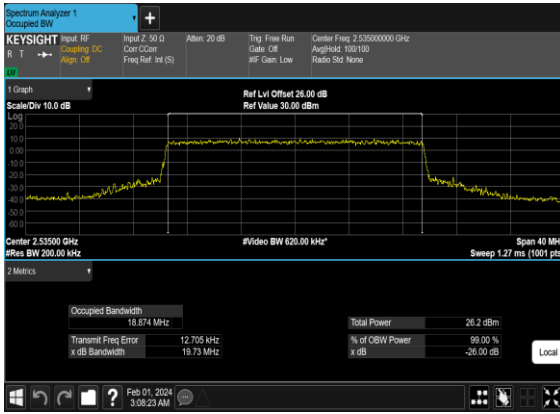 Spectrum Analyzer 1
Occupied BW
+
KEYSIGHT Input: RF Input Z: 50 Ω Atten: 20 dB Trig: Free Run Center Freq: 2.535000000 GHz
R T Coupling: DC Corr CCorr Gate: Off Avg|Hold: 100/100
Align: Off Freq Ref: Int (S) #IF Gain: Low Radio Std: None
LW
1 Graph
Ref Lvl Offset 26.00 dB
Scale/Div 10.0 dB Ref Value 30.00 dBm
Log
20.0
10.0
0.00
-10.0
-20.0
-30.0
-40.0
-50.0
-60.0
Center 2.53500 GHz #Video BW 620.00 kHz* Span 40 MH
#Res BW 200.00 kHz Sweep 1.27 ms (1001 pts
2 Metrics
Occupied Bandwidth
18.874 MHz Total Power 26.2 dBm
Transmit Freq Error 12.705 kHz % of OBW Power 99.00 %
x dB Bandwidth 19.73 MHz x dB -26.00 dB
Local
? Feb 01, 2024
3:08:23 AM